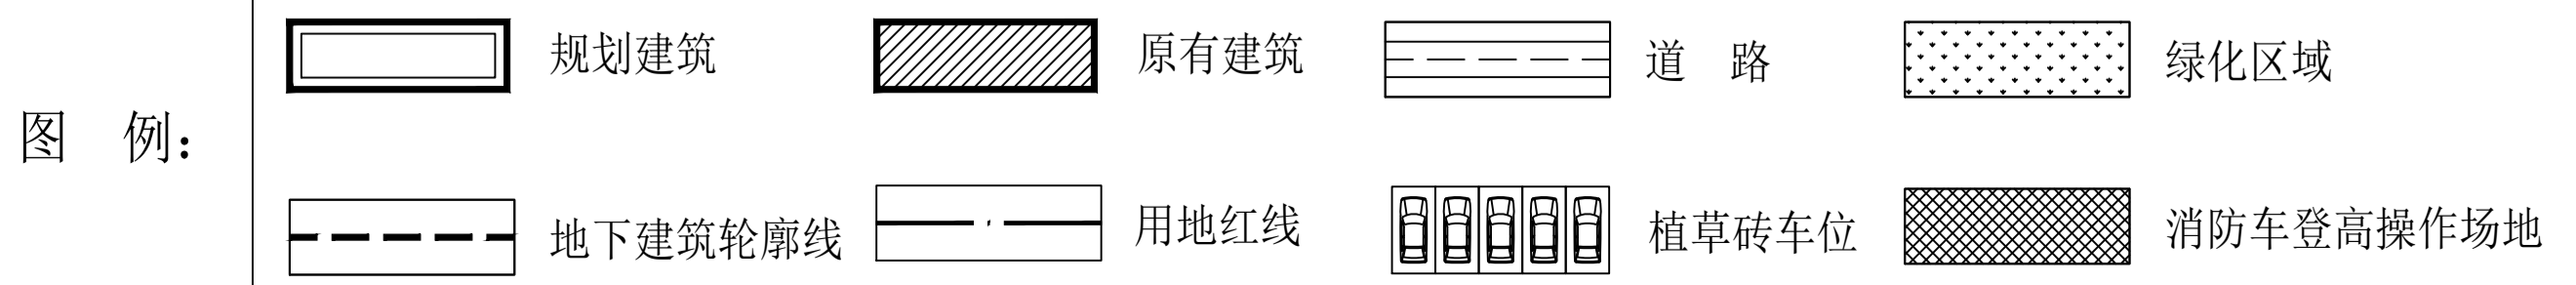 图 例：
规划建筑
原有建筑
道 路
绿化区域
地下建筑轮廓线
用地红线
植草砖车位
消防车登高操作场地